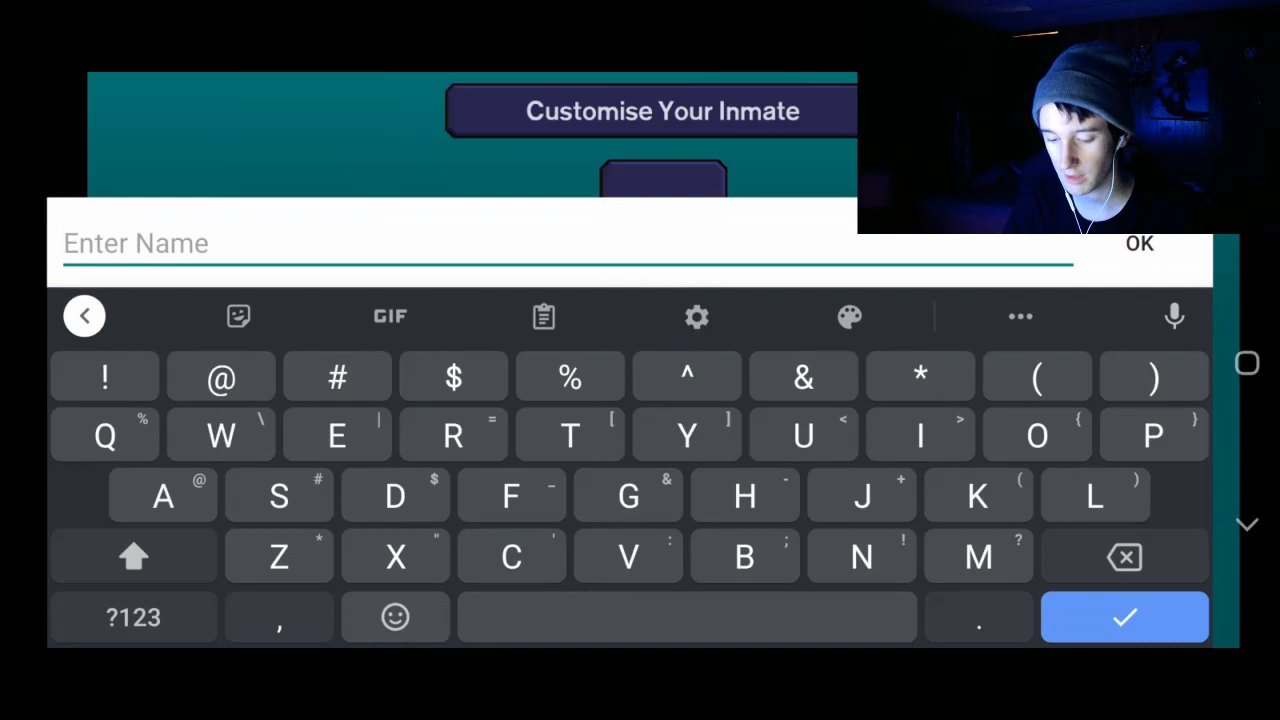 Customise Your Inmate
Enter Name
OK
GIF
! @ # $ % ^ & * ( )
Q % W \ E | R = T [ Y ] U < I > O { P }
A @ S # D $ F _ G & H - J + K ( L )
Z * X " C ' V : B ; N ! M ?
?123 , .